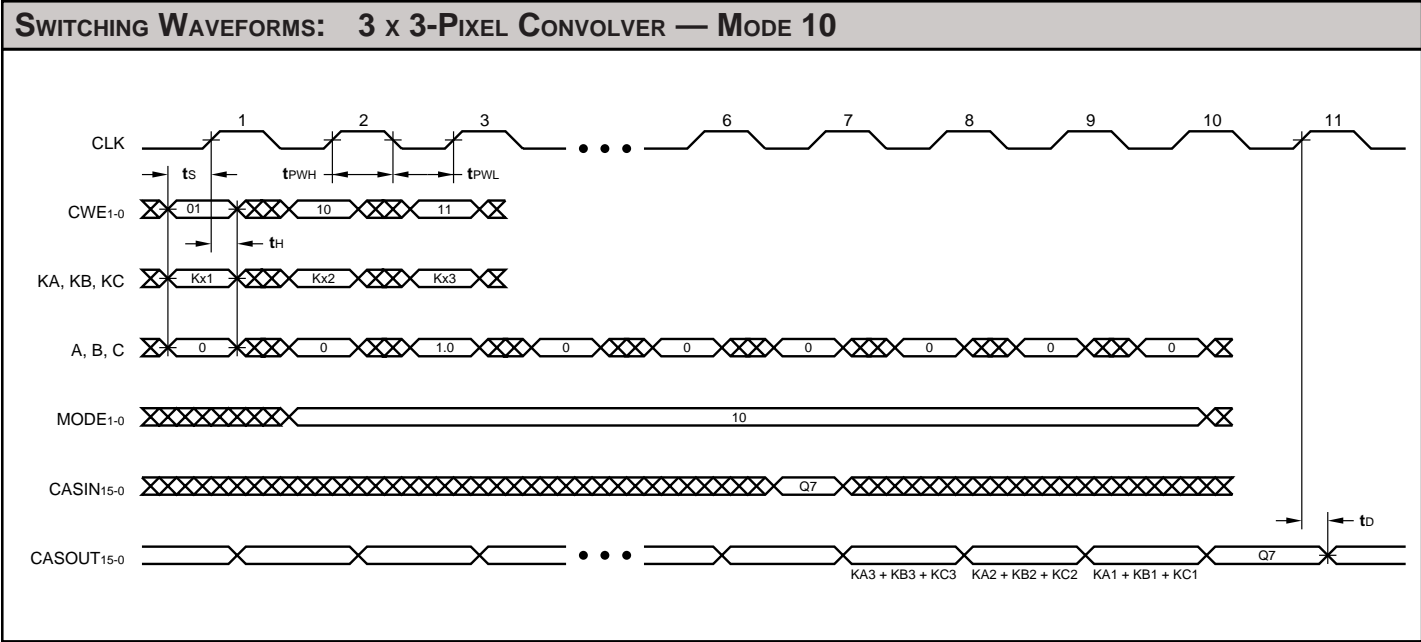 SWITCHING WAVEFORMS: 3 X 3-PIXEL CONVOLVER — MODE 10
1 2 3 6 7 8 9 10 11
CLK
tS tPWH tPWL
CWE1-0 01 10 11
tH
KA, KB, KC Kx1 Kx2 Kx3
A, B, C 0 0 1.0 0 0 0 0 0 0
MODE1-0 10
CASIN15-0 Q7
tD
CASOUT15-0 Q7
KA3 + KB3 + KC3 KA2 + KB2 + KC2 KA1 + KB1 + KC1